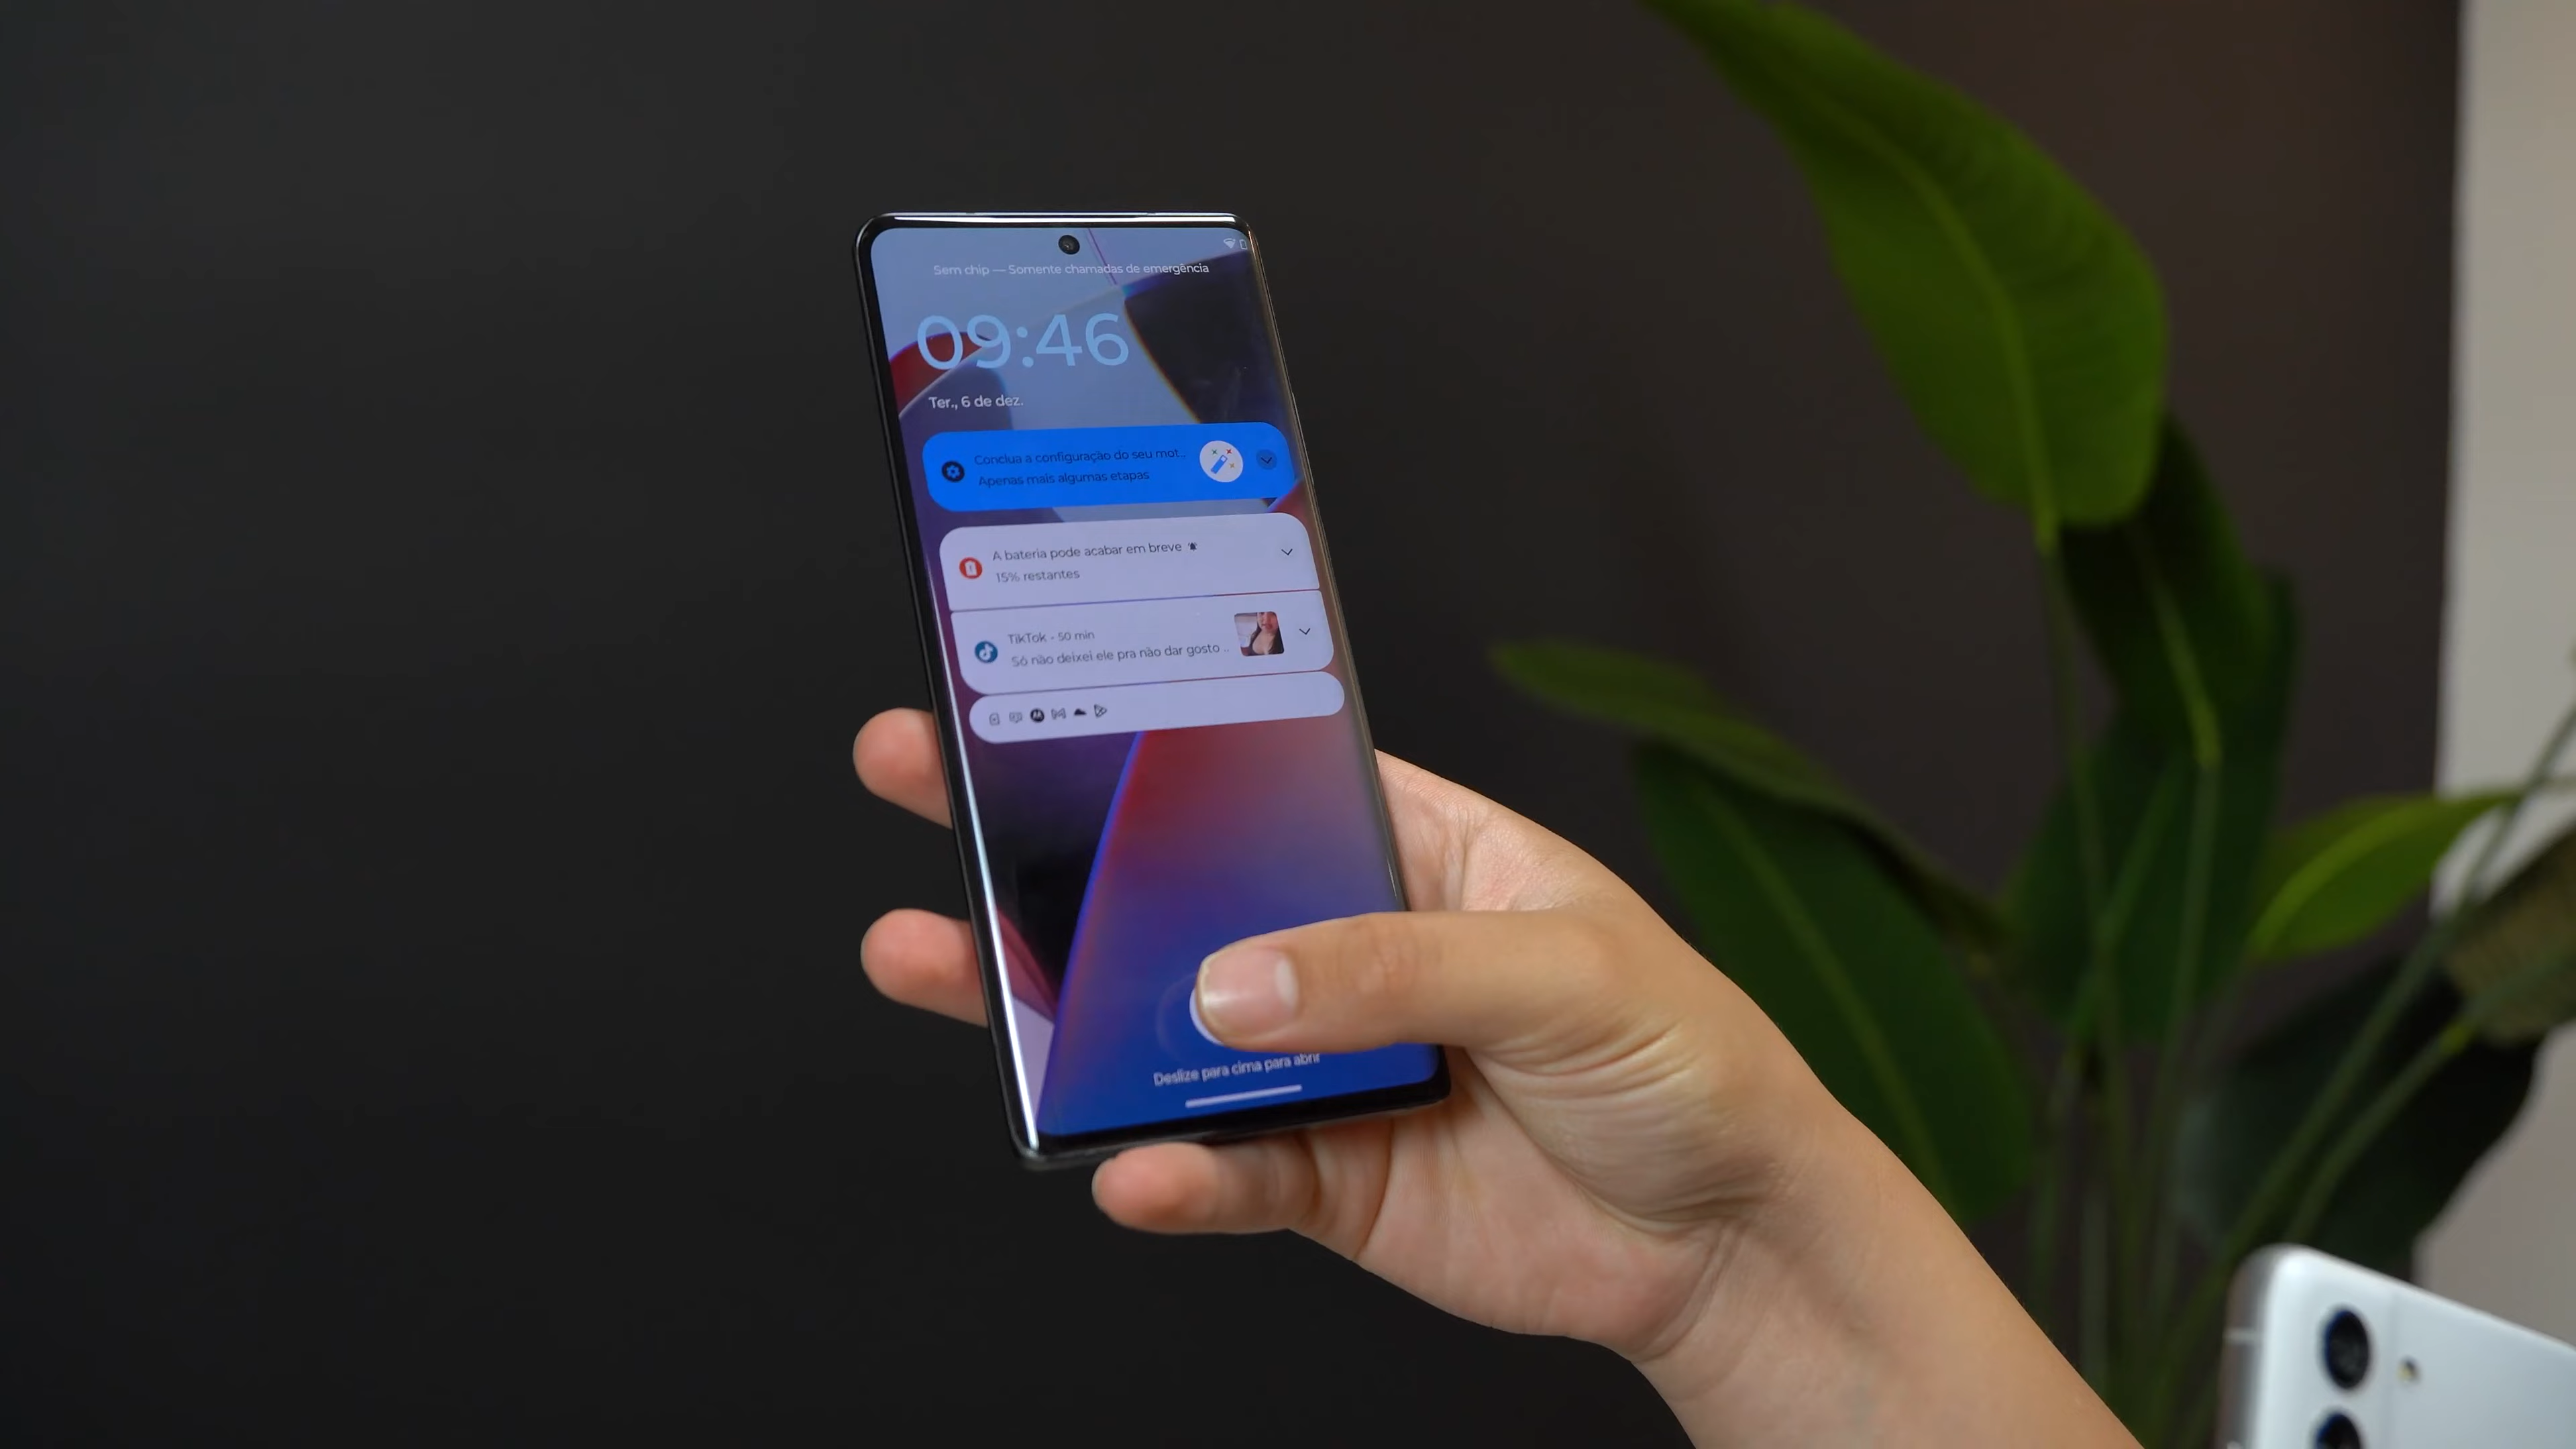 Sem chip — Somente chamadas de emergência
09:46
Ter., 6 de dez.
Conclua a configuração do seu mot..
Apenas mais algumas etapas
A bateria pode acabar em breve
15% restantes
TikTok - 50 min
Só não deixei ele pra não dar gosto ..
Deslize para cima para abrir